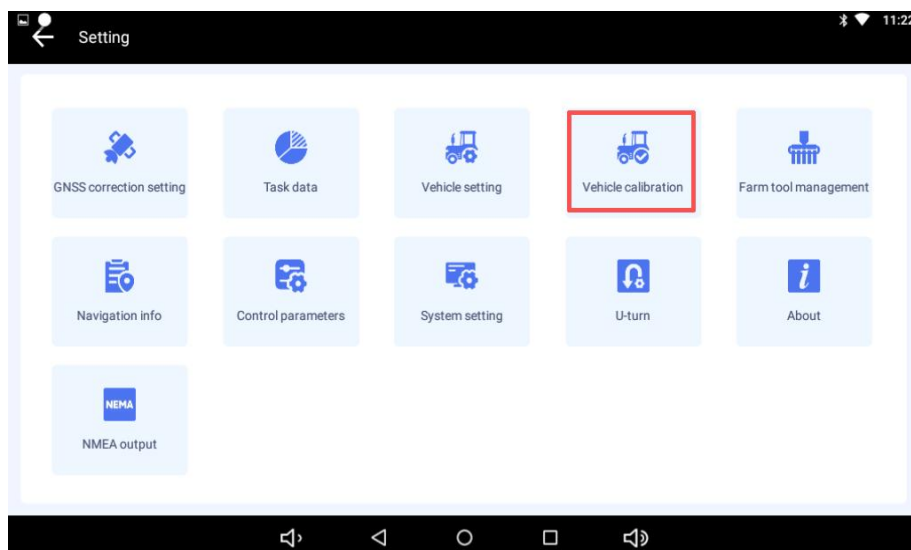 Setting
11:22
GNSS correction setting
Task data
Vehicle setting
Vehicle calibration
Farm tool management
Navigation info
Control parameters
System setting
U-turn
About
NEMA
NMEA output